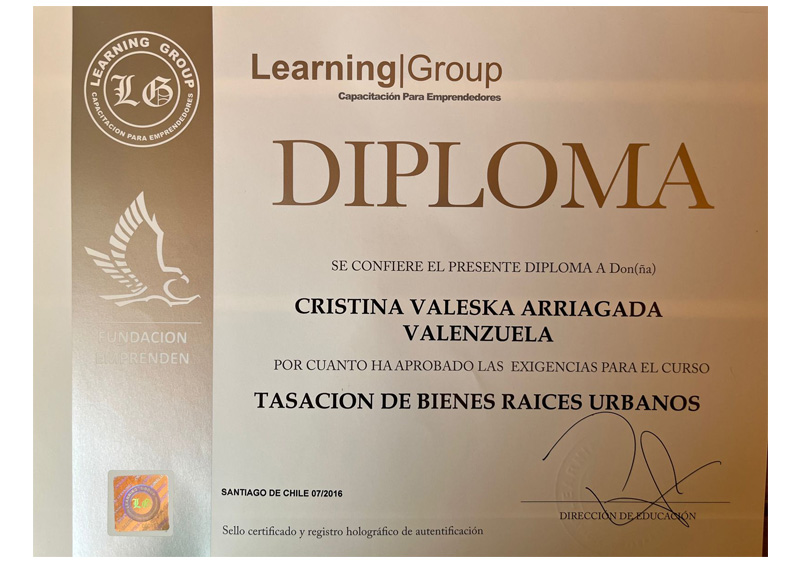 LEARNING GROUP
LG
CAPACITACION PARA EMPRENDEDORES
Learning|Group
Capacitación Para Emprendedores
DIPLOMA
SE CONFIERE EL PRESENTE DIPLOMA A Don(ña)
CRISTINA VALESKA ARRIAGADA
VALENZUELA
POR CUANTO HA APROBADO LAS EXIGENCIAS PARA EL CURSO
TASACION DE BIENES RAICES URBANOS
FUNDACION
EMPRENDEN
LG
SANTIAGO DE CHILE 07/2016
DIRECCIÓN DE EDUCACIÓN
Sello certificado y registro holográfico de autentificación